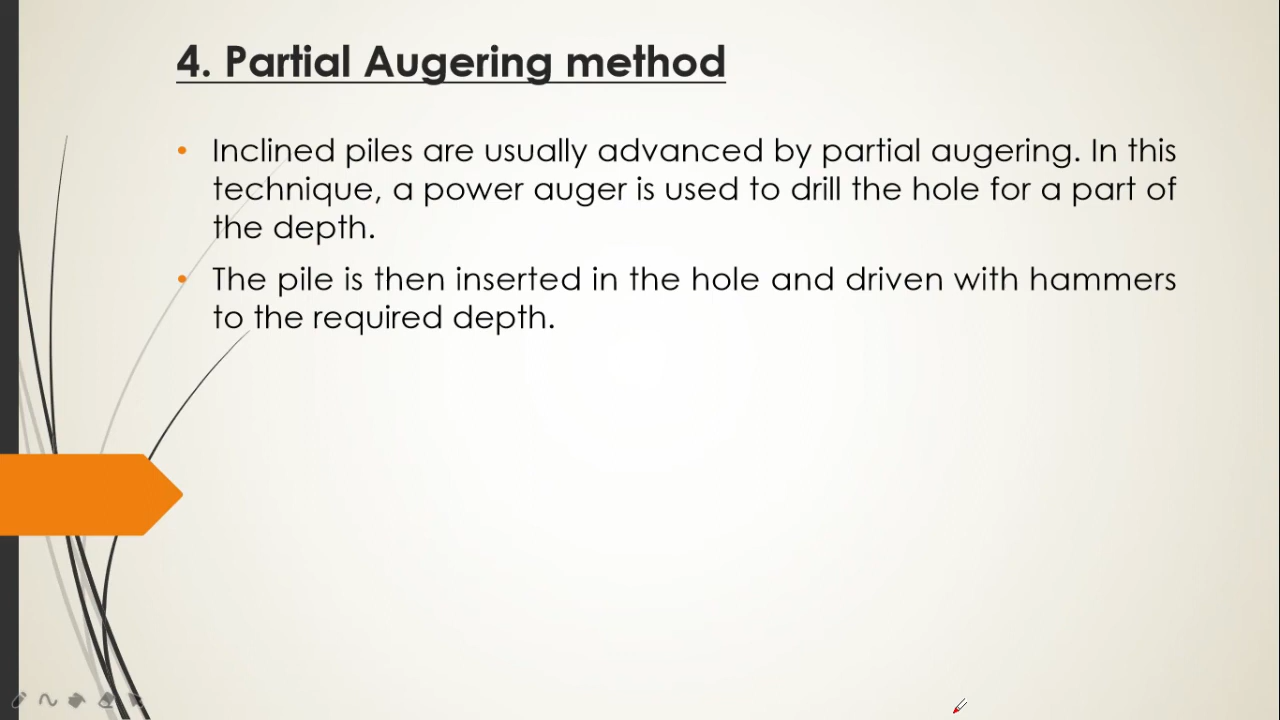 4. Partial Augering method
• Inclined piles are usually advanced by partial augering. In this
technique, a power auger is used to drill the hole for a part of
the depth.
• The pile is then inserted in the hole and driven with hammers
to the required depth.